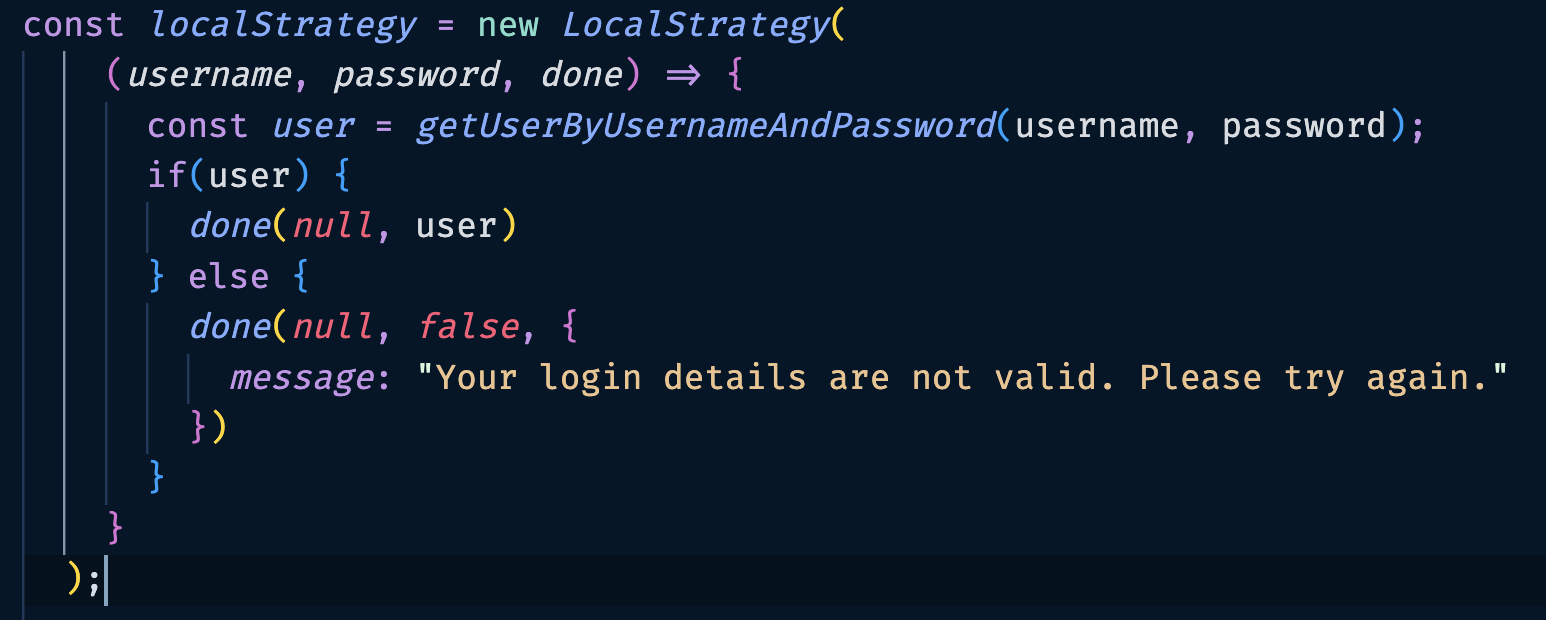 const localStrategy = new LocalStrategy(
(username, password, done) => {
const user = getUserByUsernameAndPassword(username, password);
if(user) {
done(null, user)
} else {
done(null, false, {
message: "Your login details are not valid. Please try again."
})
}
}
);